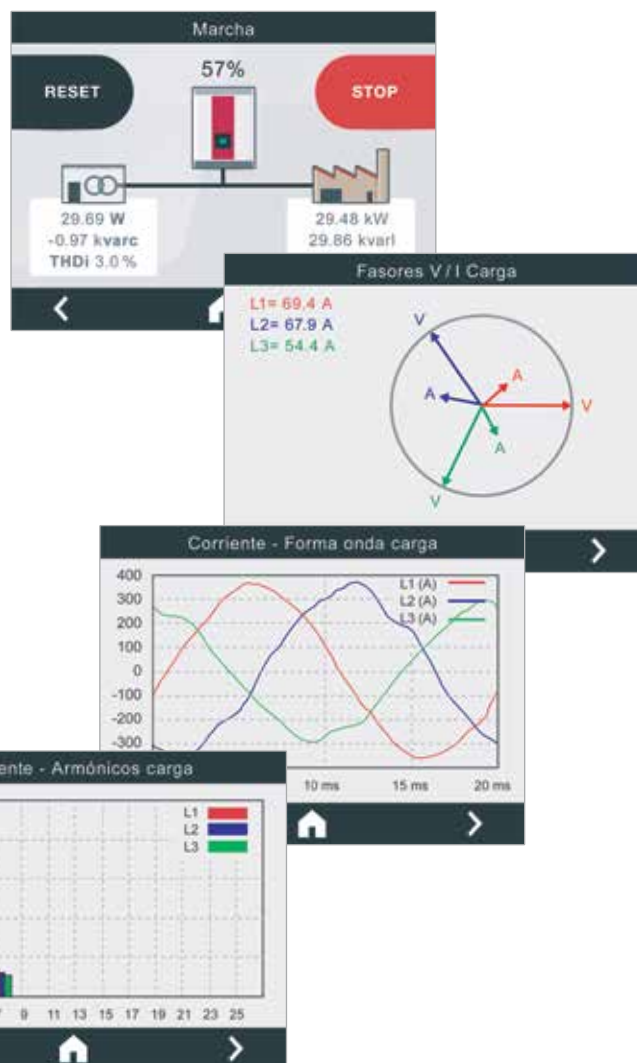 Marcha
RESET
57%
STOP
29.69 W
-0.97 kvarc
THDi 3.0 %
29.48 kW
29.86 kvarl
Fasores V / I Carga
L1= 69,4 A
L2= 67.9 A
L3= 54.4 A
V
A
A
V
A
V
Corriente - Forma onda carga
400
300
200
100
0
-100
-200
-300
L1 (A)
L2 (A)
L3 (A)
10 ms 15 ms 20 ms
ente - Armónicos carga
L1
L2
L3
9 11 13 15 17 19 21 23 25